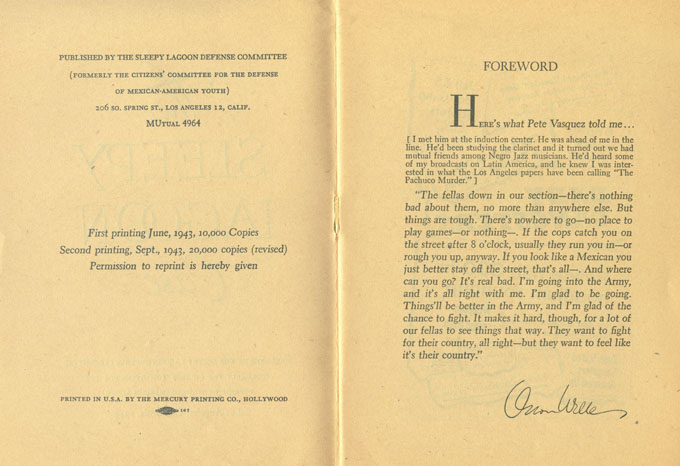 PUBLISHED BY THE SLEEPY LAGOON DEFENSE COMMITTEE
(FORMERLY THE CITIZENS' COMMITTEE FOR THE DEFENSE
OF MEXICAN-AMERICAN YOUTH)
206 SO. SPRING ST., LOS ANGELES 12, CALIF.
MUtual 4964
First printing June, 1943, 10,000 Copies
Second printing, Sept., 1943, 20,000 copies (revised)
Permission to reprint is hereby given
PRINTED IN U.S.A. BY THE MERCURY PRINTING CO., HOLLYWOOD
FOREWORD
HERE'S what Pete Vasquez told me...
[ I met him at the induction center. He was ahead of me in the
line. He'd been studying the clarinet and it turned out we had
mutual friends among Negro Jazz musicians. He'd heard some
of my broadcasts on Latin America, and he knew I was inter-
ested in what the Los Angeles papers have been calling "The
Pachuco Murder." ]
"The fellas down in our section—there's nothing
bad about them, no more than anywhere else. But
things are tough. There's nowhere to go—no place to
play games—or nothing—. If the cops catch you on
the street after 8 o'clock, usually they run you in—or
rough you up, anyway. If you look like a Mexican you
just better stay off the street, that's all—. And where
can you go? It's real bad. I'm going into the Army,
and it's all right with me. I'm glad to be going.
Things'll be better in the Army, and I'm glad of the
chance to fight. It makes it hard, though, for a lot of
our fellas to see things that way. They want to fight
for their country, all right—but they want to feel like
it's their country."
Orson Welles